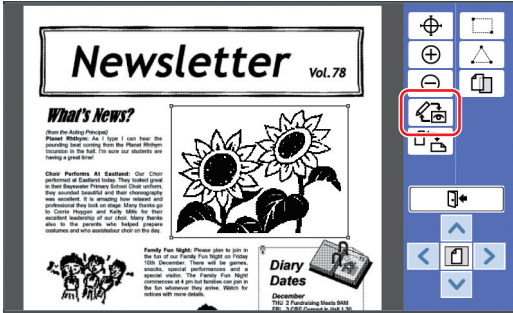 Newsletter Vol.78
What's News?
(from the Acting Principal)
Planet Rhthym: As I type I can hear the
pounding beat coming from the Planet Rhythm
Incursion in the hall. I'm sure our students are
having a great time!
Choir Performs At Eastland: Our Choir
performed at Eastland today. They looked great
in their Bayswater Primary School Choir uniform,
they sounded beautiful and their choreography
was excellent. It is amazing how relaxed and
professional they look on stage. Many thanks go
to Corrie Huygon and Kelly Mills for their
excellent leadership of our choir. Many thanks
also to the parents who helped prepare
costumes and who assistedour choir on the day.
Family Fun Night: Please plan to join in
the fun of our Family Fun Night on Friday
10th December. There will be games,
snacks, special performances and a
special visitor. The Family Fun Night
commences at 4 pm but families can join in
the fun whenever they arrive. Watch for
notices with more details.
Diary
Dates
December
THU 2 Fundraising Meets 9AM